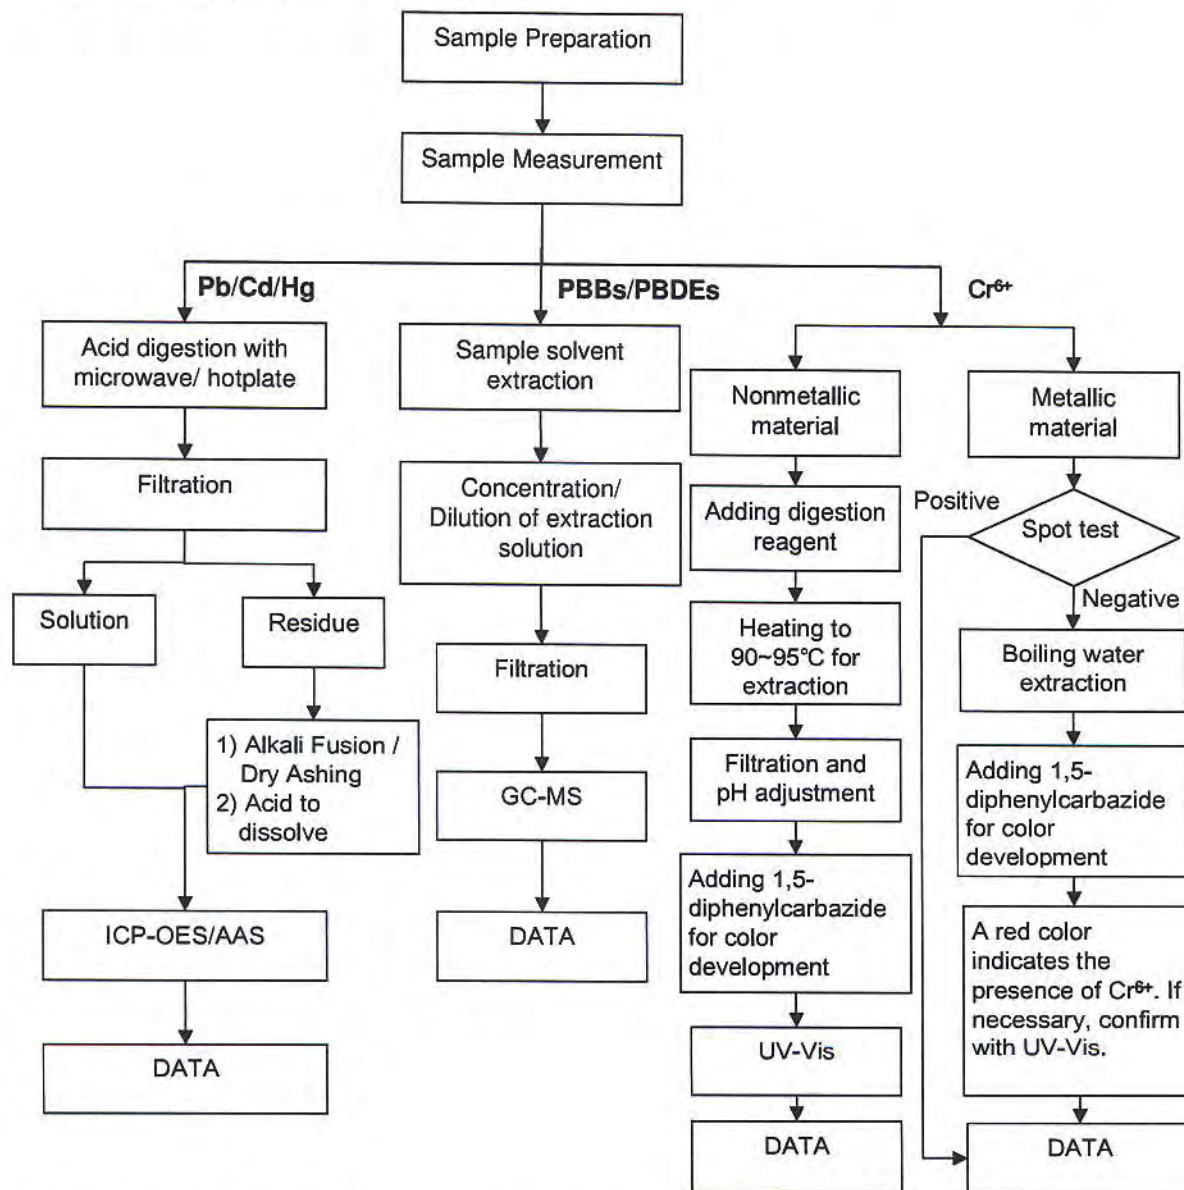 Sample Preparation
Sample Measurement
Pb/Cd/Hg
PBBs/PBDEs
Cr⁶⁺
Acid digestion with
microwave/ hotplate
Filtration
Solution
Residue
1) Alkali Fusion /
Dry Ashing
2) Acid to
dissolve
ICP-OES/AAS
DATA
Sample solvent
extraction
Concentration/
Dilution of extraction
solution
Filtration
GC-MS
DATA
Nonmetallic
material
Adding digestion
reagent
Heating to
90~95°C for
extraction
Filtration and
pH adjustment
Adding 1,5-
diphenylcarbazide
for color
development
UV-Vis
DATA
Metallic
material
Positive
Spot test
Negative
Boiling water
extraction
Adding 1,5-
diphenylcarbazide
for color
development
A red color
indicates the
presence of Cr⁶⁺. If
necessary, confirm
with UV-Vis.
DATA